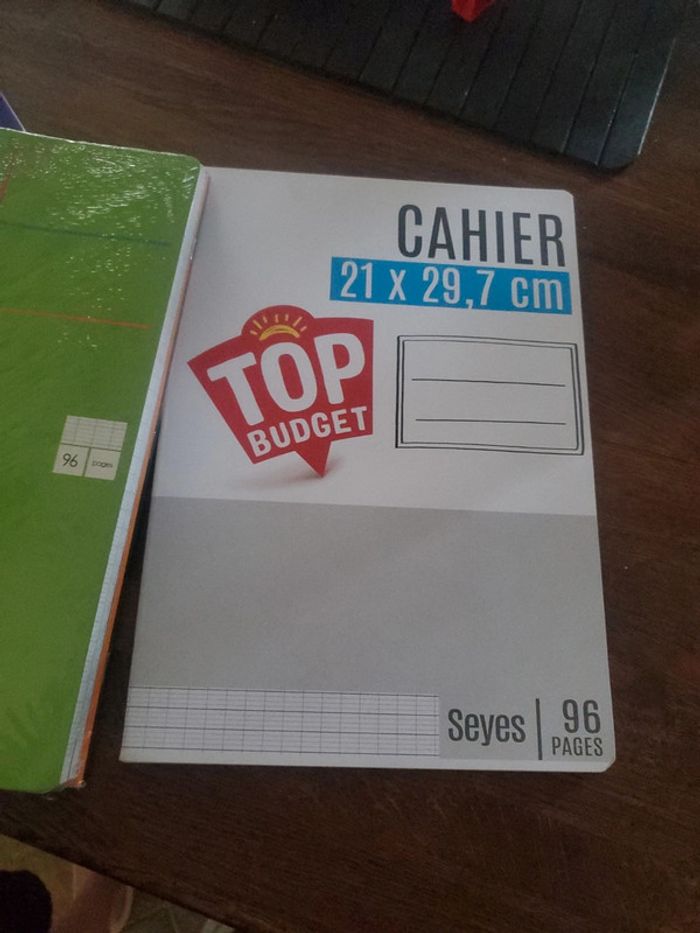 CAHIER
21 x 29,7 cm
TOP
BUDGET
96 pages
Seyes 96
PAGES